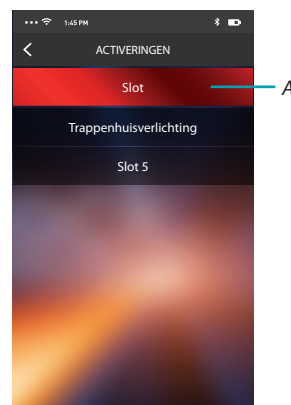 1:45 PM
ACTIVERINGEN
Slot
A
Trappenhuisverlichting
Slot 5